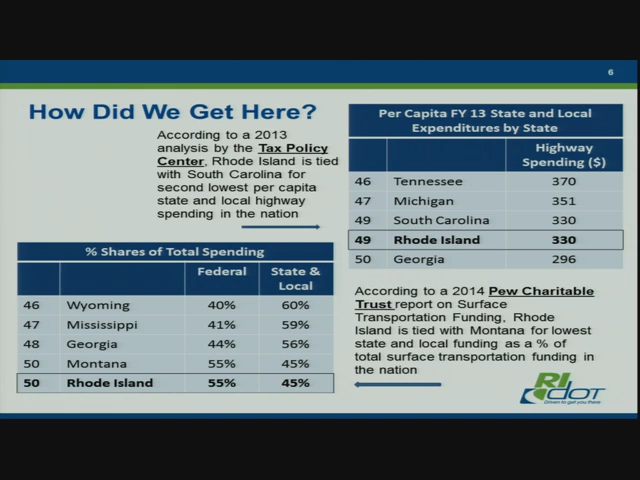 6
How Did We Get Here?
According to a 2013
analysis by the Tax Policy
Center, Rhode Island is tied
with South Carolina for
second lowest per capita
state and local highway
spending in the nation
Per Capita FY 13 State and Local
Expenditures by State
Highway
Spending ($)
46 Tennessee 370
47 Michigan 351
49 South Carolina 330
49 Rhode Island 330
50 Georgia 296
% Shares of Total Spending
Federal State &
Local
46 Wyoming 40% 60%
47 Mississippi 41% 59%
48 Georgia 44% 56%
50 Montana 55% 45%
50 Rhode Island 55% 45%
According to a 2014 Pew Charitable
Trust report on Surface
Transportation Funding, Rhode
Island is tied with Montana for lowest
state and local funding as a % of
total surface transportation funding in
the nation
RI
DOT
Driven to get you there